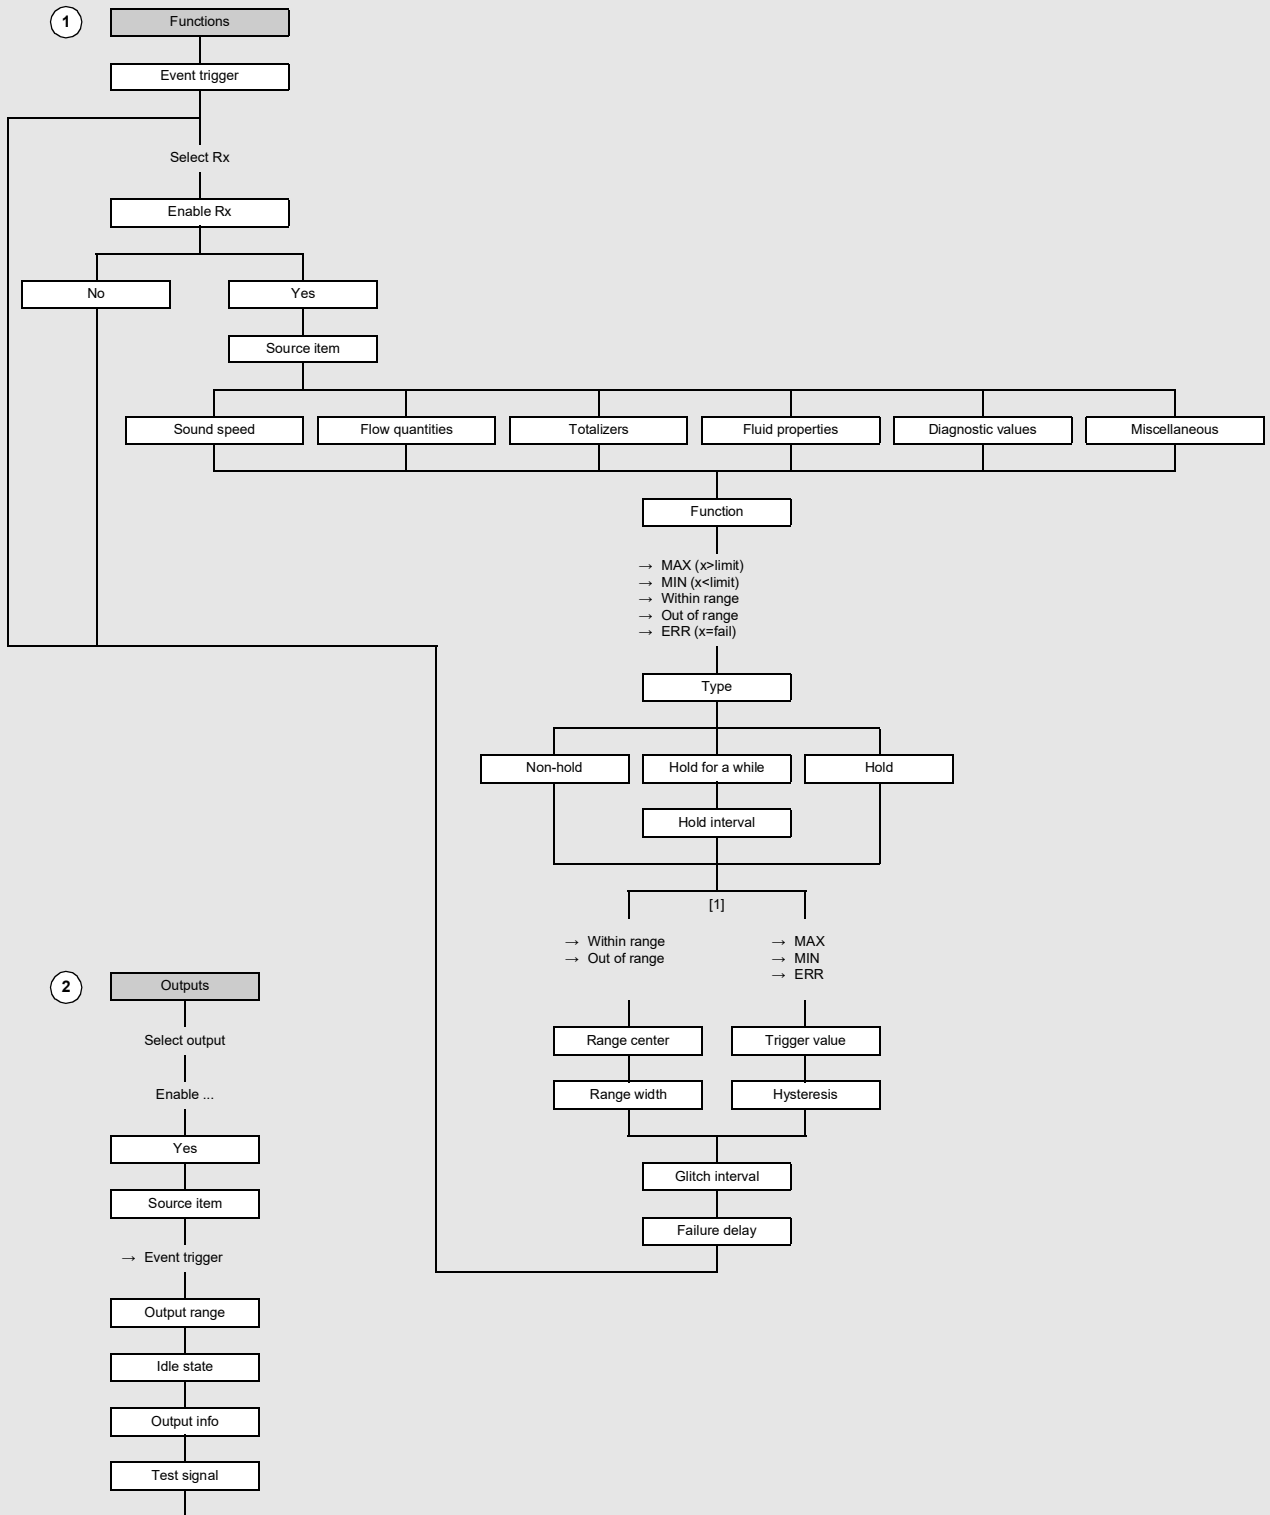 1
Functions
Event trigger
Select Rx
Enable Rx
No
Yes
Source item
Sound speed
Flow quantities
Totalizers
Fluid properties
Diagnostic values
Miscellaneous
Function
→ MAX (x>limit)
→ MIN (x<limit)
→ Within range
→ Out of range
→ ERR (x=fail)
Type
Non-hold
Hold for a while
Hold
Hold interval
[1]
→ Within range
→ Out of range
→ MAX
→ MIN
→ ERR
Range center
Trigger value
Range width
Hysteresis
Glitch interval
Failure delay
2
Outputs
Select output
Enable ...
Yes
Source item
→ Event trigger
Output range
Idle state
Output info
Test signal